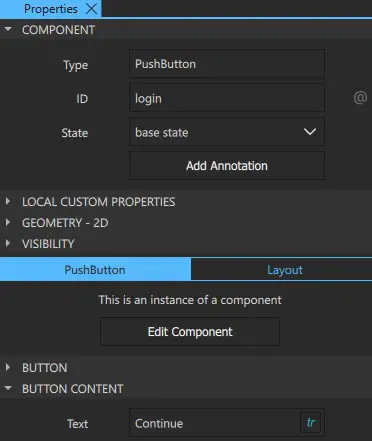 Properties
COMPONENT
Type PushButton
ID login @
State base state
Add Annotation
LOCAL CUSTOM PROPERTIES
GEOMETRY - 2D
VISIBILITY
PushButton Layout
This is an instance of a component
Edit Component
BUTTON
BUTTON CONTENT
Text Continue tr